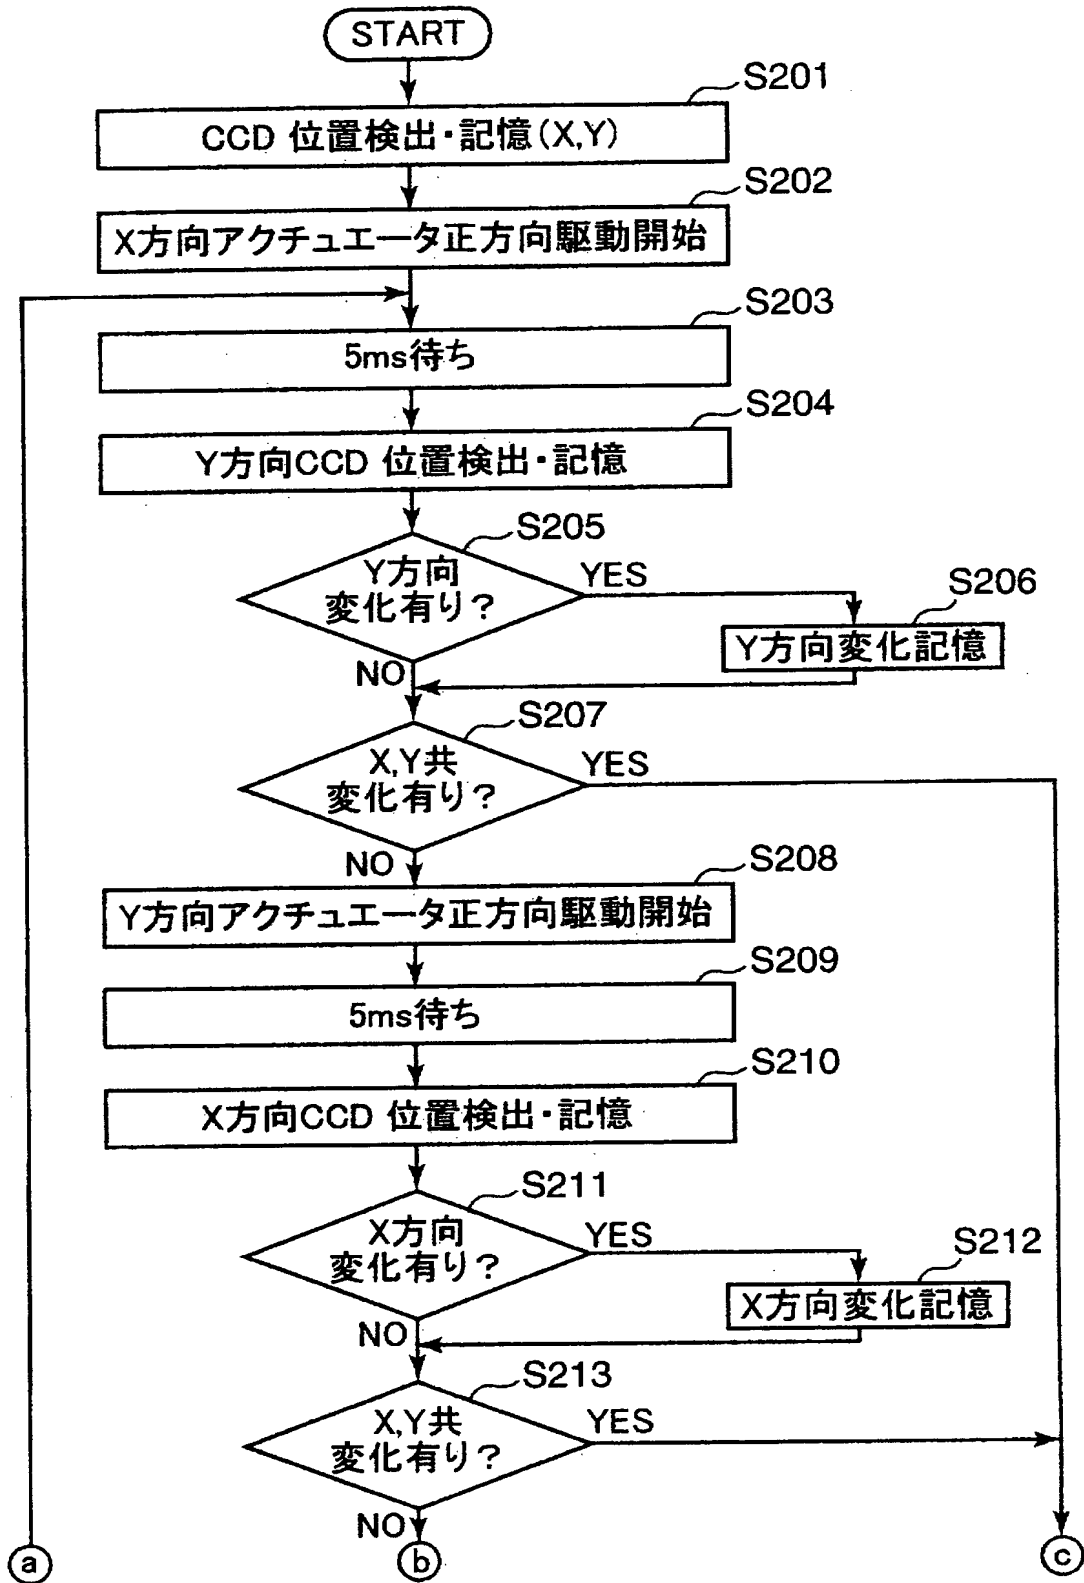 START
S201
CCD 位置検出・記憶(X,Y)
S202
X方向アクチュエータ正方向駆動開始
S203
5ms待ち
S204
Y方向CCD 位置検出・記憶
S205
Y方向
変化有り？
YES
S206
Y方向変化記憶
NO
S207
X,Y共
変化有り？
YES
NO
S208
Y方向アクチュエータ正方向駆動開始
S209
5ms待ち
S210
X方向CCD 位置検出・記憶
S211
X方向
変化有り？
YES
S212
X方向変化記憶
NO
S213
X,Y共
変化有り？
YES
NO
a
b
c